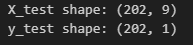 X_test shape: (202, 9)
y_test shape: (202, 1)